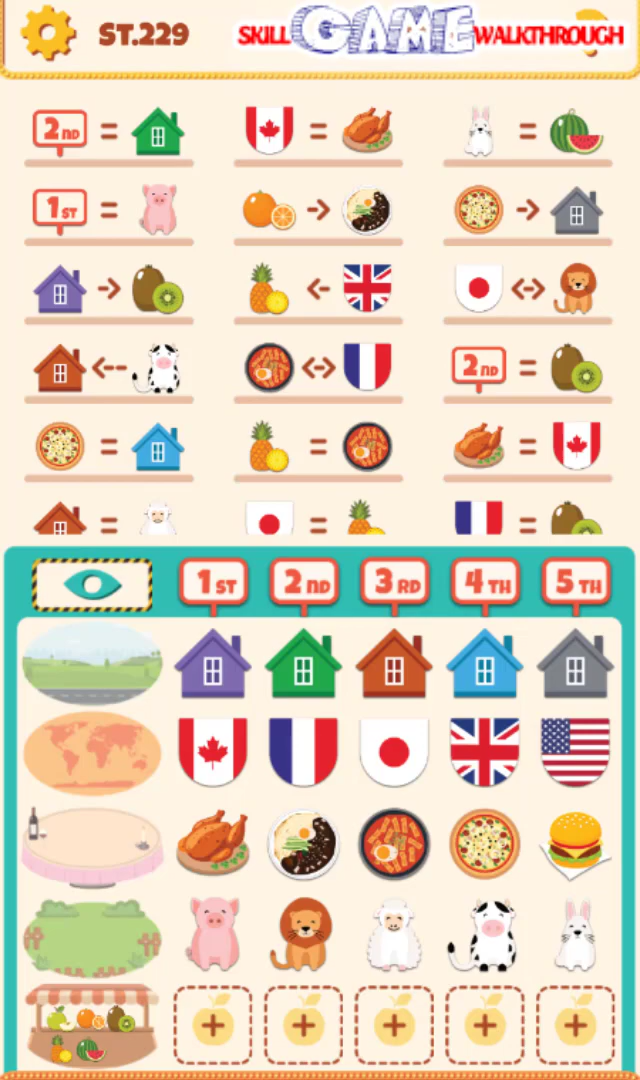 ST.229
SKILL GAME WALKTHROUGH
2ND = = =
1ST = -> ->
-> <- <->
<-- <-> 2ND =
= = =
= = =
1ST 2ND 3RD 4TH 5TH
+ + + + +